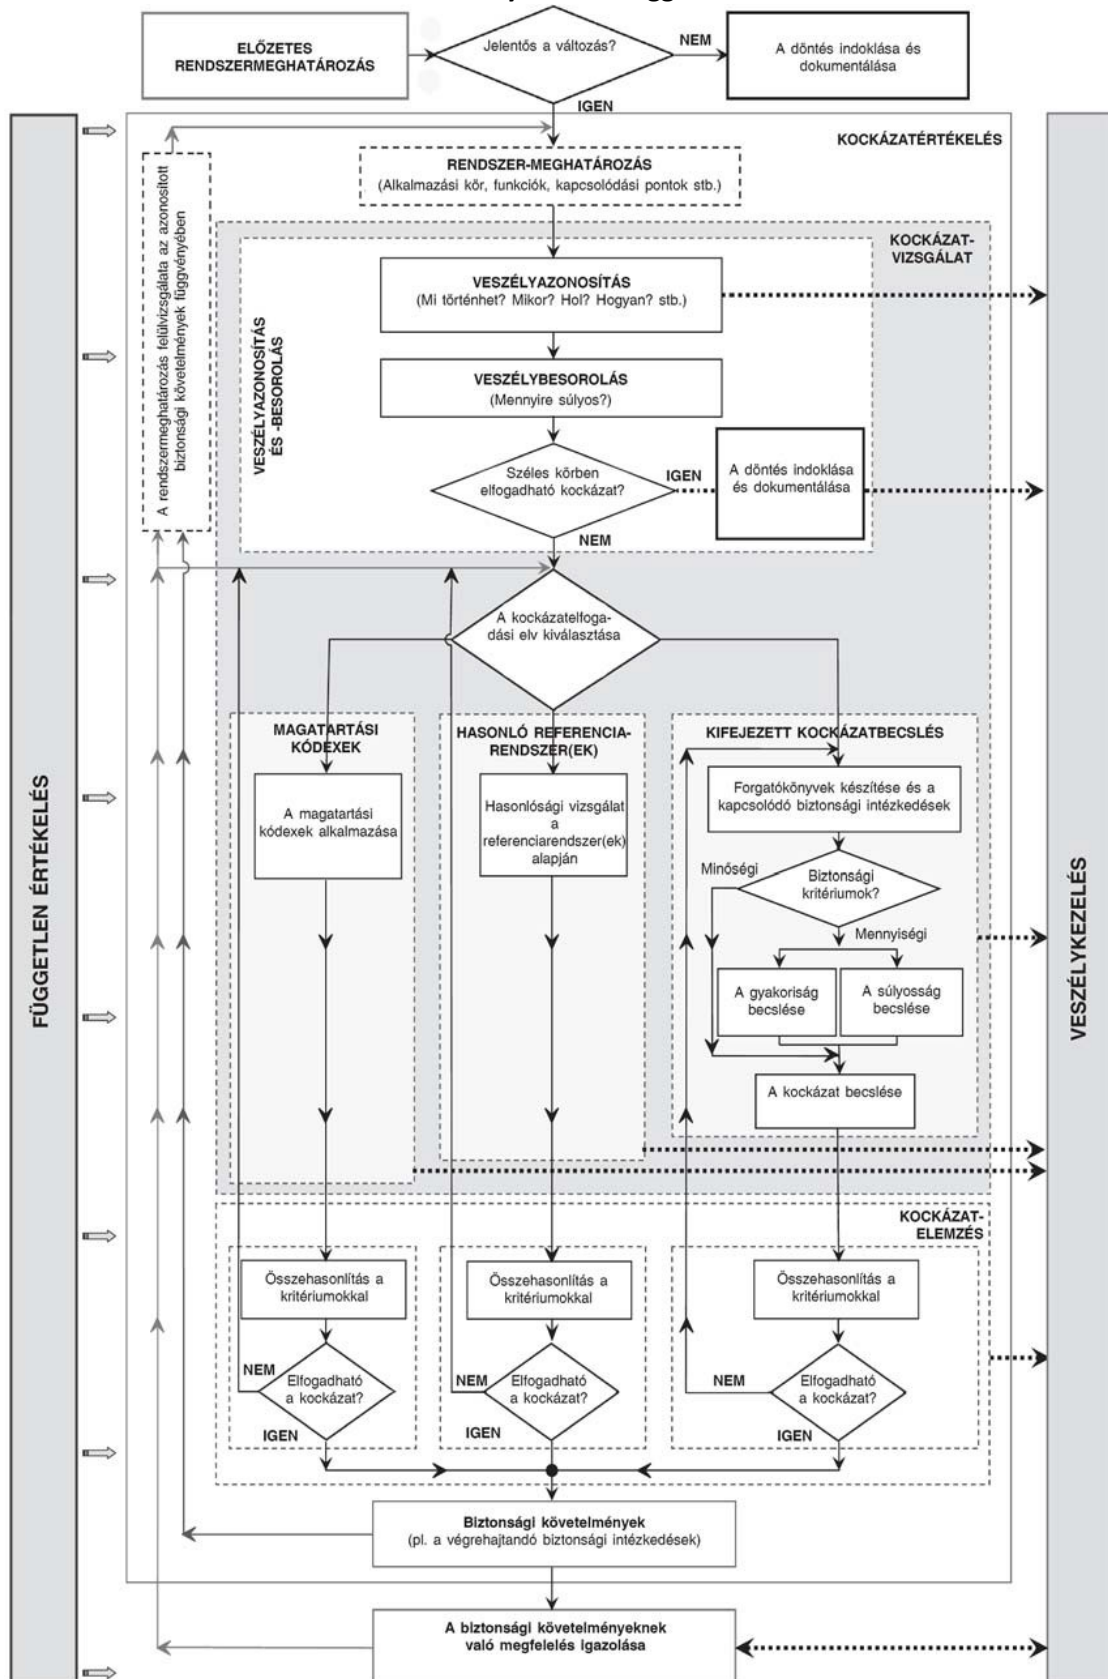 ELŐZETES
RENDSZERMEGHATÁROZÁS
Jelentős a változás?
NEM
A döntés indoklása és
dokumentálása
IGEN
KOCKÁZATÉRTÉKELÉS
RENDSZER-MEGHATÁROZÁS
(Alkalmazási kör, funkciók, kapcsolódási pontok stb.)
A rendszermeghatározás felülvizsgálata az azonosított
biztonsági követelmények függvényében
KOCKÁZAT-
VIZSGÁLAT
VESZÉLYAZONOSÍTÁS
ÉS -BESOROLÁS
VESZÉLYAZONOSÍTÁS
(Mi történhet? Mikor? Hol? Hogyan? stb.)
VESZÉLYBESOROLÁS
(Mennyire súlyos?)
Széles körben
elfogadható kockázat?
IGEN
A döntés indoklása
és dokumentálása
NEM
A kockázatelfoga-
dási elv kiválasztása
FÜGGETLEN ÉRTÉKELÉS
VESZÉLYKEZELÉS
MAGATARTÁSI
KÓDEXEK
A magatartási
kódexek alkalmazása
HASONLÓ REFERENCIA-
RENDSZER(EK)
Hasonlósági vizsgálat
a
referenciarendszer(ek)
alapján
KIFEJEZETT KOCKÁZATBECSLÉS
Forgatókönyvek készítése és a
kapcsolódó biztonsági intézkedések
Minőségi
Biztonsági
kritériumok?
Mennyiségi
A gyakoriság
becslése
A súlyosság
becslése
A kockázat becslése
KOCKÁZAT-
ELEMZÉS
Összehasonlítás a
kritériumokkal
Összehasonlítás a
kritériumokkal
Összehasonlítás a
kritériumokkal
NEM
Elfogadható
a kockázat?
IGEN
NEM
Elfogadható
a kockázat?
IGEN
NEM
Elfogadható
a kockázat?
IGEN
Biztonsági követelmények
(pl. a végrehajtandó biztonsági intézkedések)
A biztonsági követelményeknek
való megfelelés igazolása